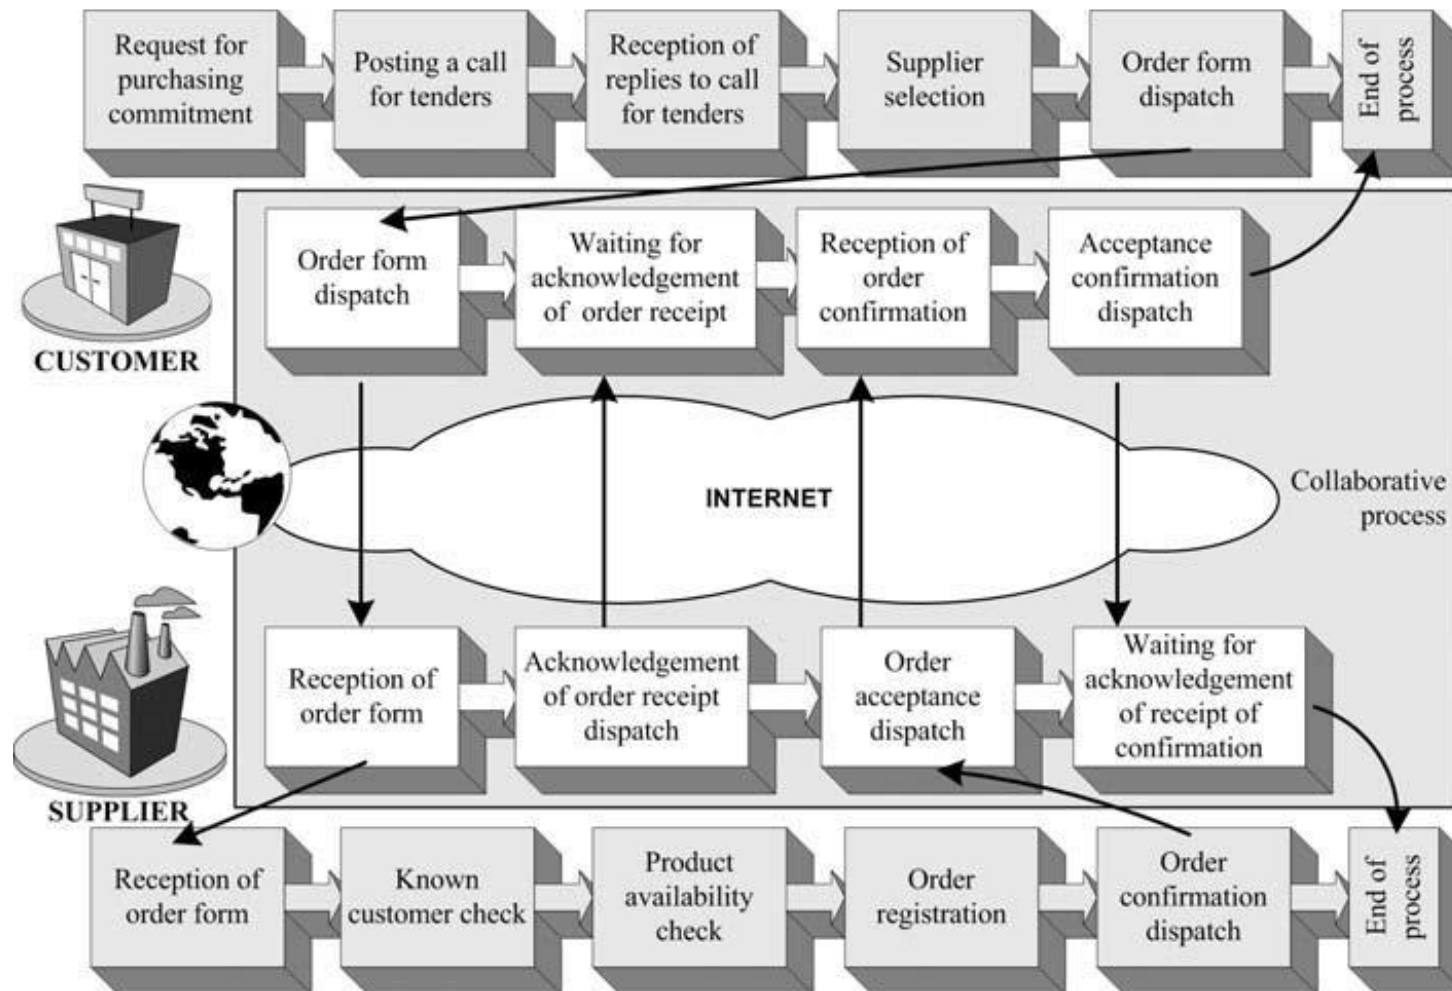 Request for
purchasing
commitment
Posting a call
for tenders
Reception of
replies to call
for tenders
Supplier
selection
Order form
dispatch
End of
process
CUSTOMER
Order form
dispatch
Waiting for
acknowledgement
of order receipt
Reception of
order
confirmation
Acceptance
confirmation
dispatch
INTERNET
Collaborative
process
SUPPLIER
Reception of
order form
Acknowledgement
of order receipt
dispatch
Order
acceptance
dispatch
Waiting for
acknowledgement
of receipt of
confirmation
Reception of
order form
Known
customer check
Product
availability
check
Order
registration
Order
confirmation
dispatch
End of
process